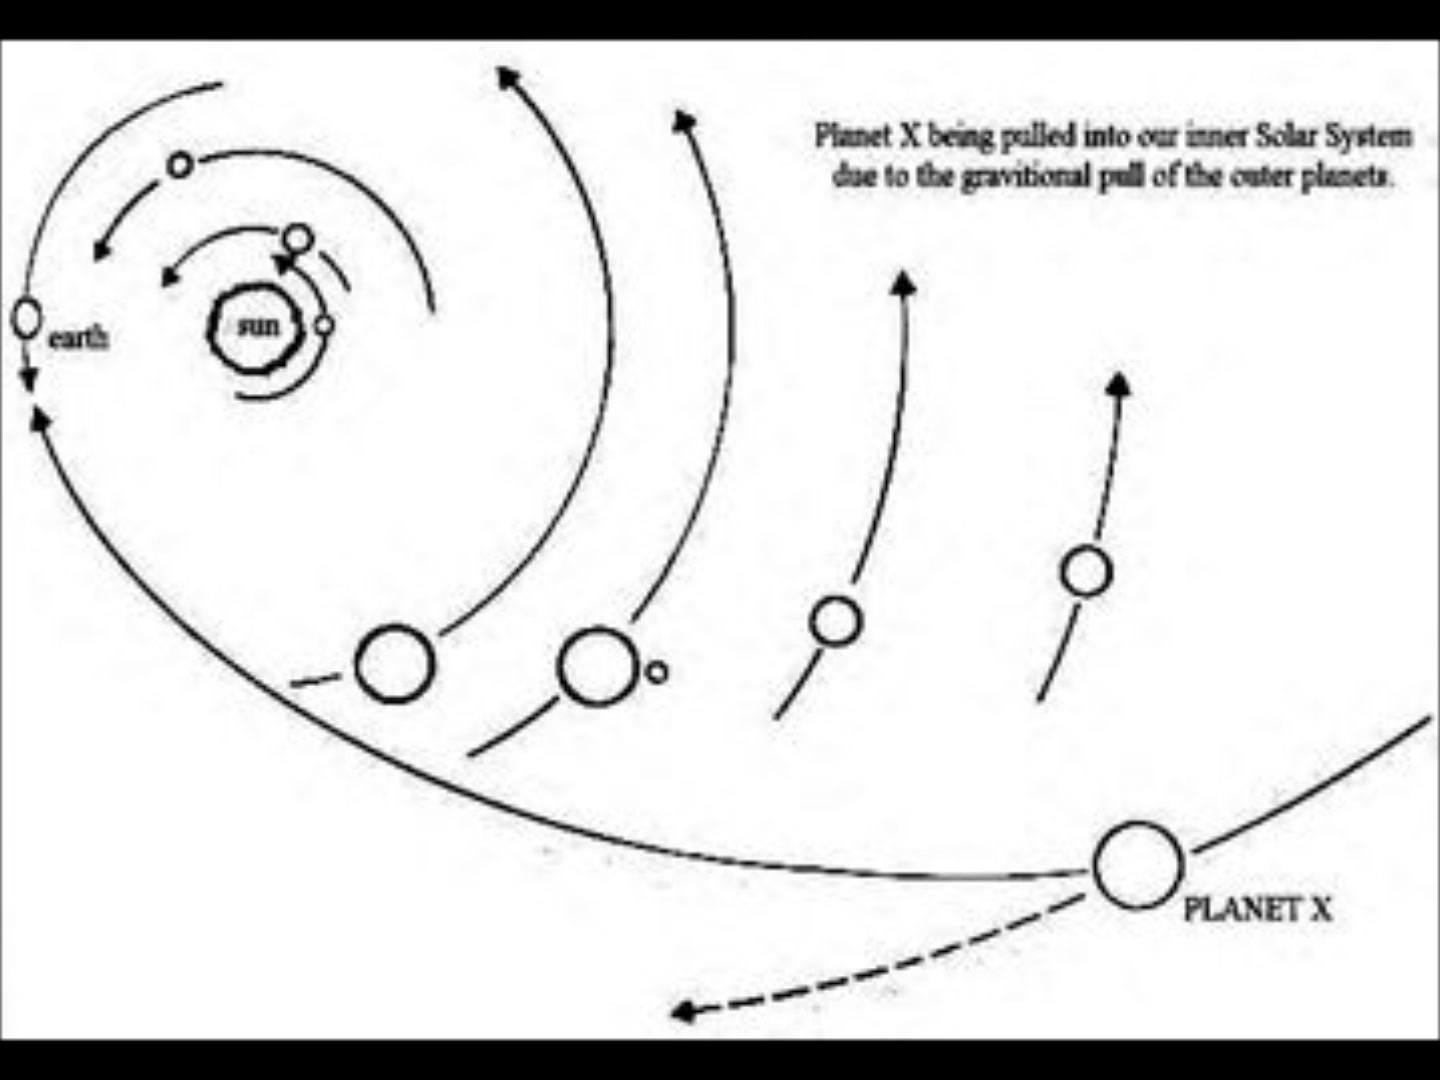 Planet X being pulled into our inner Solar System
due to the gravitional pull of the outer planets.
sun
earth
PLANET X